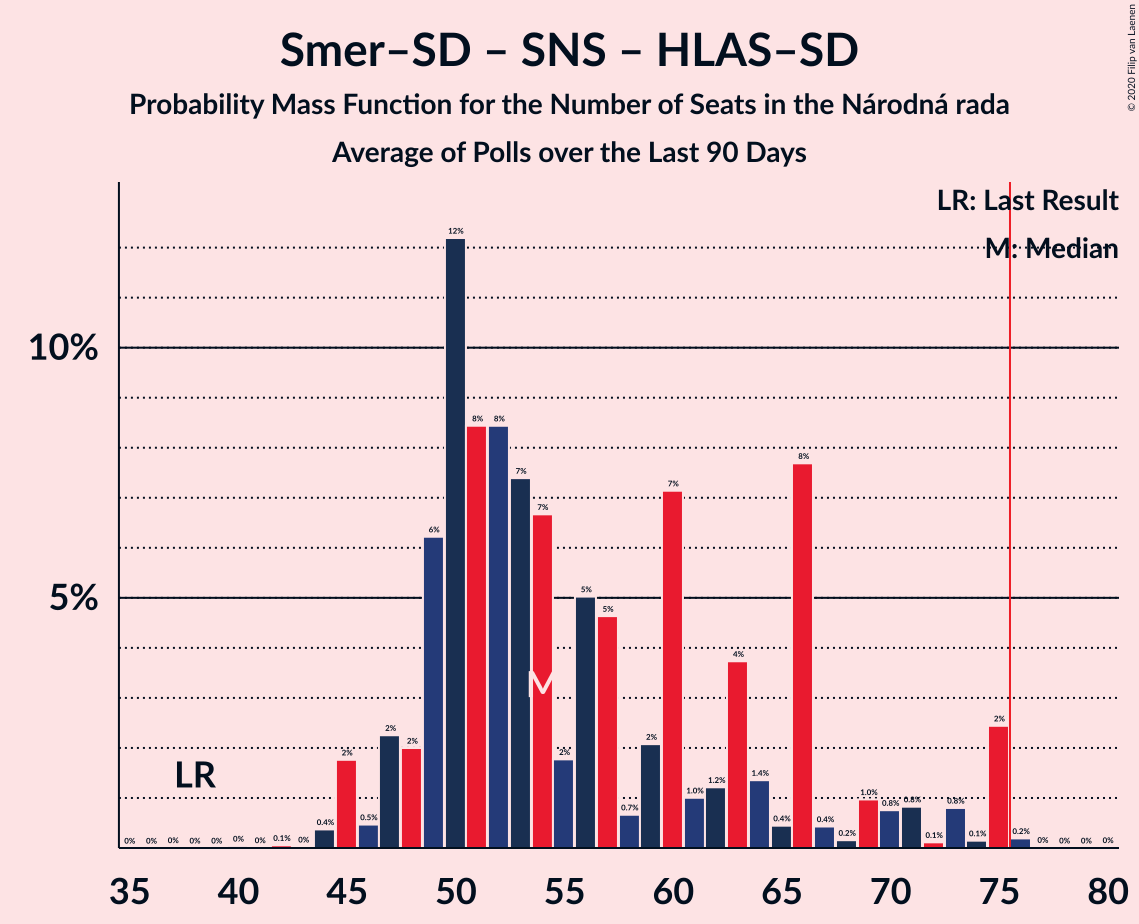 Smer–SD – SNS – HLAS–SD
Probability Mass Function for the Number of Seats in the Národná rada
Average of Polls over the Last 90 Days
© 2020 Filip van Laenen
LR: Last Result
M: Median
10%
5%
0% 0% 0% 0% 0% 0% 0% 0.1% 0% 0.4% 2% 0.5% 2% 2% 6% 12% 8% 8% 7% 7% 2% 5% 5% 0.7% 2% 7% 1.0% 1.2% 4% 1.4% 0.4% 8% 0.4% 0.2% 1.0% 0.8% 0.8% 0.1% 0.8% 0.1% 2% 0.2% 0% 0% 0% 0%
M
LR
35 40 45 50 55 60 65 70 75 80